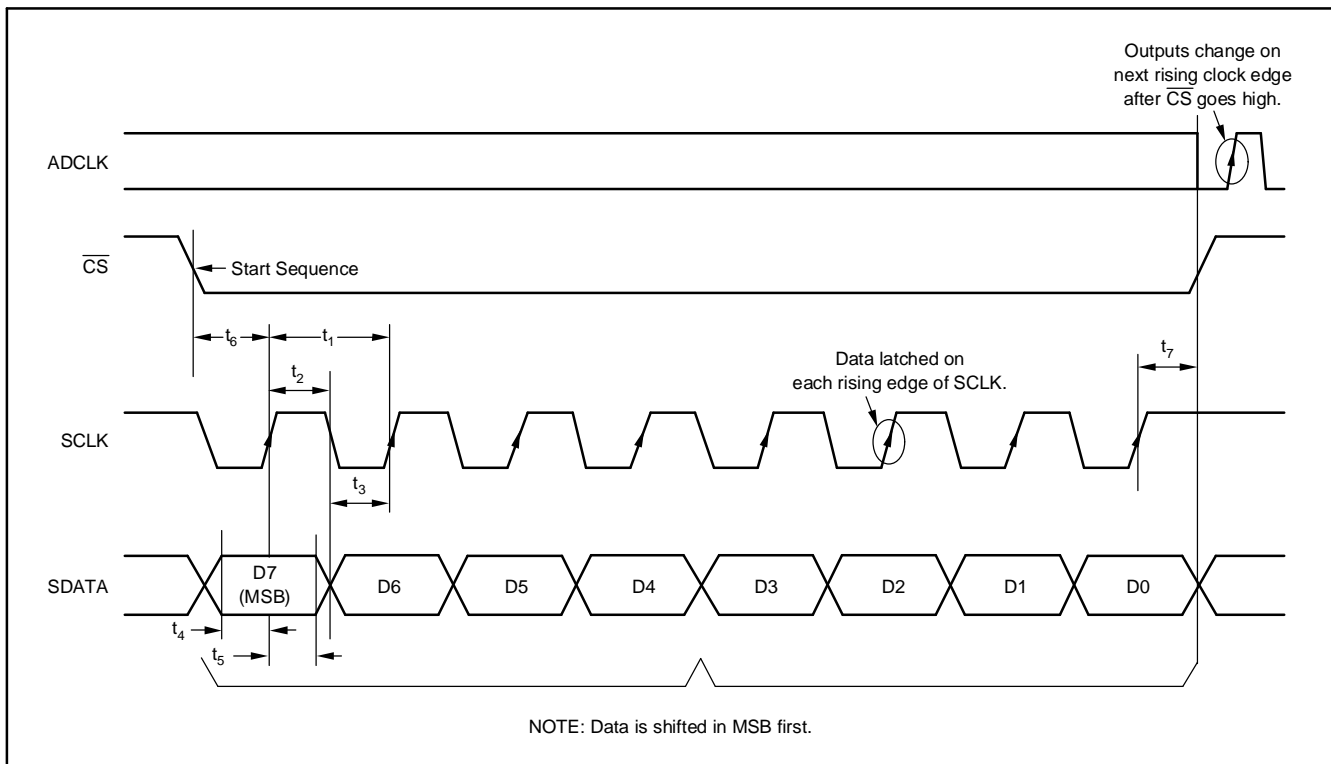 Outputs change on
next rising clock edge
after CS goes high.
ADCLK
CS
Start Sequence
t6
t1
t7
t2
Data latched on
each rising edge of SCLK.
SCLK
t3
SDATA
D7
(MSB)
D6
D5
D4
D3
D2
D1
D0
t4
t5
NOTE: Data is shifted in MSB first.